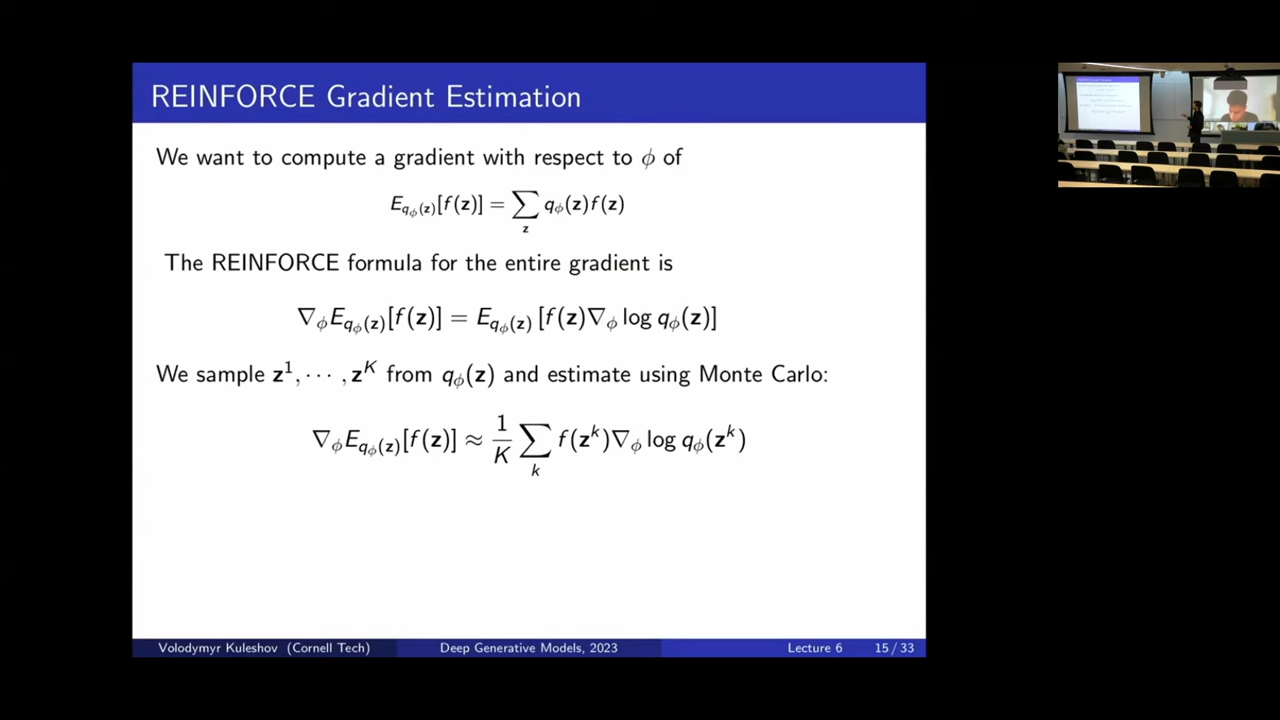 REINFORCE Gradient Estimation
We want to compute a gradient with respect to ϕ of
E_{q_ϕ(z)}[f(z)] = ∑_z q_ϕ(z)f(z)
The REINFORCE formula for the entire gradient is
∇_ϕ E_{q_ϕ(z)}[f(z)] = E_{q_ϕ(z)} [f(z)∇_ϕ log q_ϕ(z)]
We sample z^1, ⋯ , z^K from q_ϕ(z) and estimate using Monte Carlo:
∇_ϕ E_{q_ϕ(z)}[f(z)] ≈ 1/K ∑_k f(z^k)∇_ϕ log q_ϕ(z^k)
Volodymyr Kuleshov (Cornell Tech) Deep Generative Models, 2023 Lecture 6 15 / 33